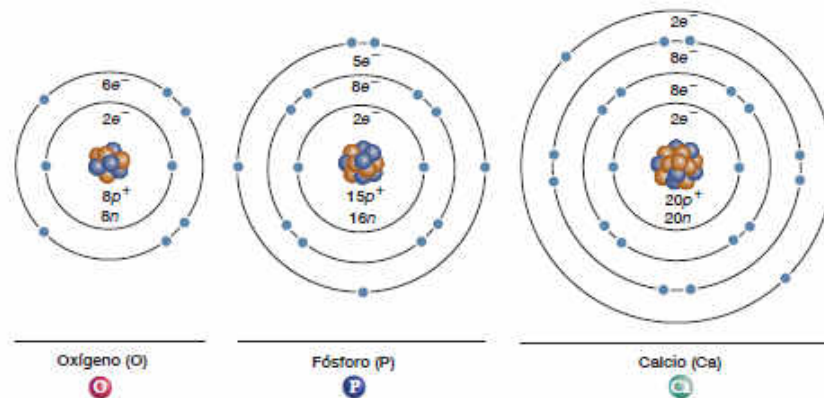 6e⁻
2e⁻
8p⁺
8n
Oxígeno (O)
O
5e⁻
8e⁻
2e⁻
15p⁺
16n
Fósforo (P)
P
2e⁻
8e⁻
8e⁻
2e⁻
20p⁺
20n
Calcio (Ca)
Ca